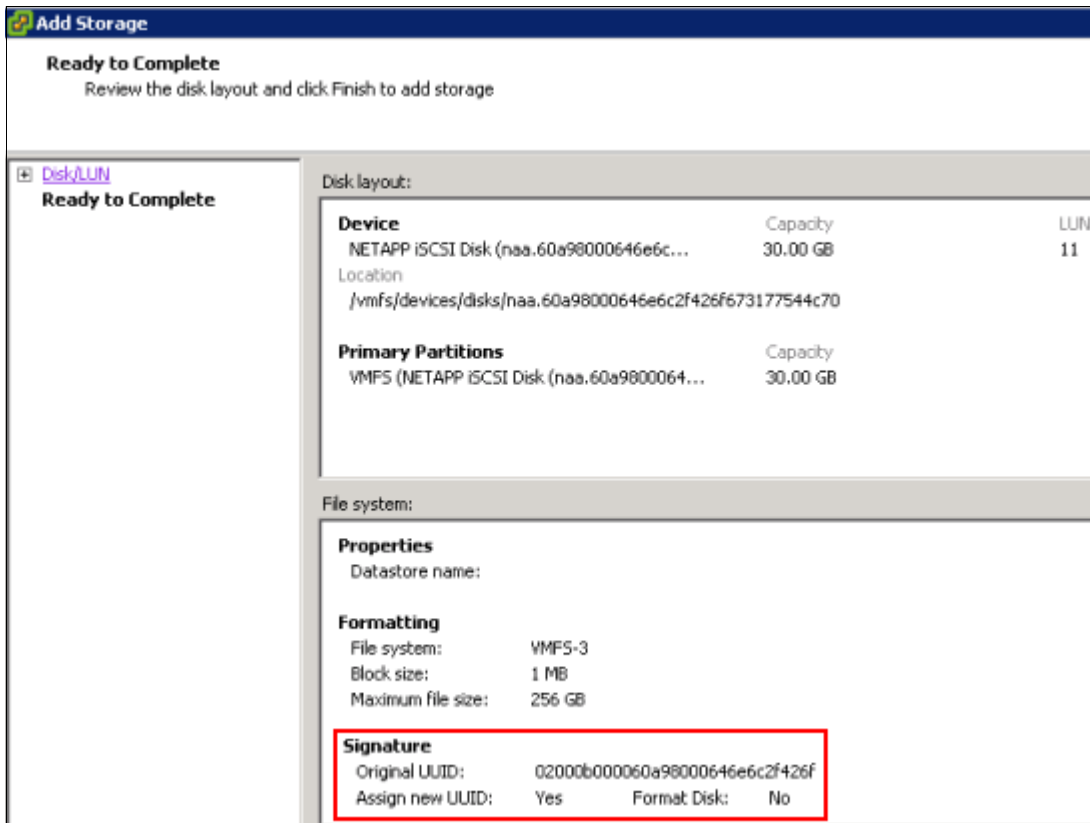 Add Storage
Ready to Complete
Review the disk layout and click Finish to add storage
Disk/LUN
Ready to Complete
Disk layout:
Device Capacity LUN
NETAPP iSCSI Disk (naa.60a98000646e6c... 30.00 GB 11
Location
/vmfs/devices/disks/naa.60a98000646e6c2f426f673177544c70
Primary Partitions Capacity
VMFS (NETAPP iSCSI Disk (naa.60a9800064... 30.00 GB
File system:
Properties
Datastore name:
Formatting
File system: VMFS-3
Block size: 1 MB
Maximum file size: 256 GB
Signature
Original UUID: 02000b000060a98000646e6c2f426f
Assign new UUID: Yes Format Disk: No